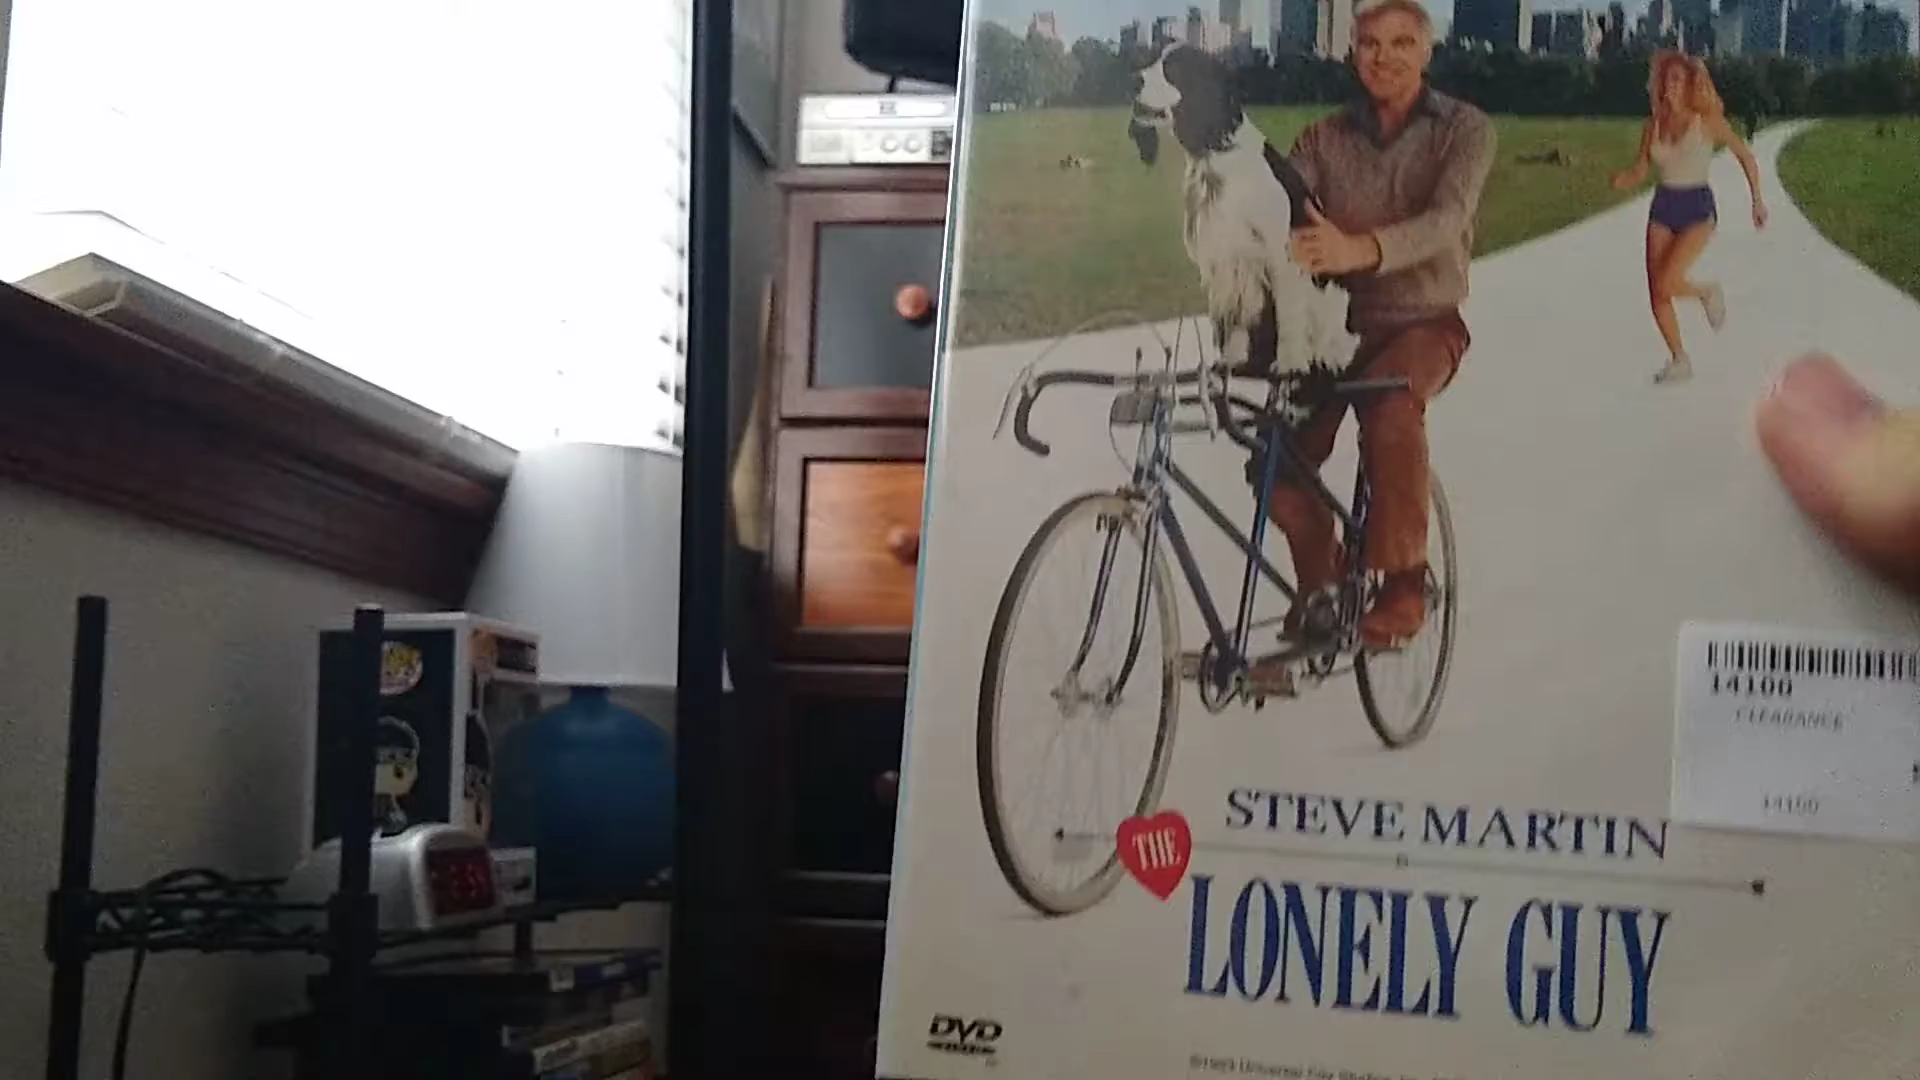 14100
CLEARANCE
14100
STEVE MARTIN
THE
LONELY GUY
DVD